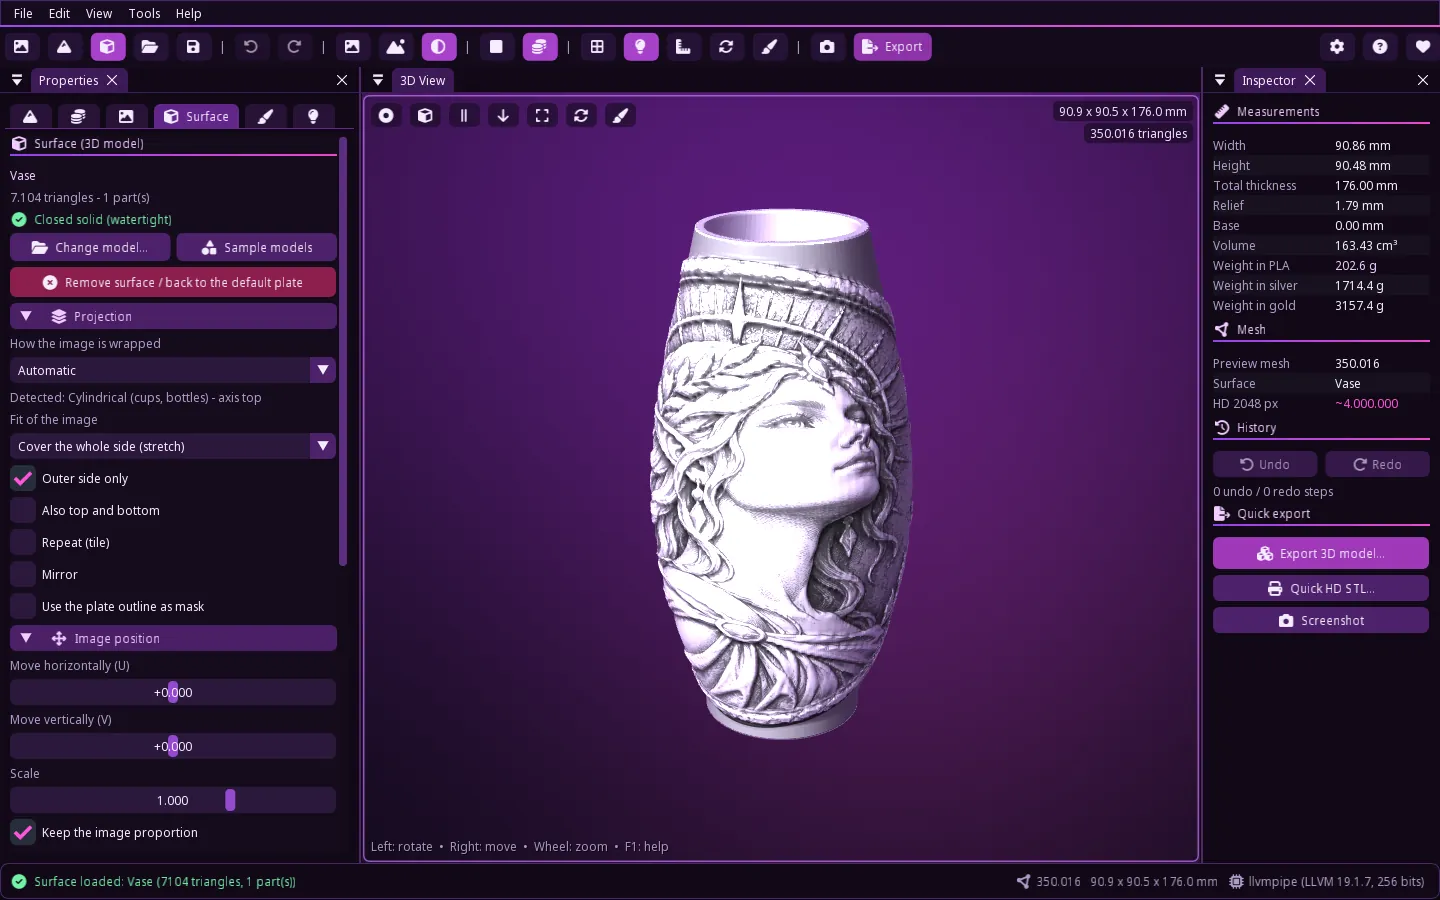 File Edit View Tools Help
Export
Properties
3D View
Inspector
Surface
Surface (3D model)
Vase
7.104 triangles - 1 part(s)
Closed solid (watertight)
Change model...
Sample models
Remove surface / back to the default plate
Projection
How the image is wrapped
Automatic
Detected: Cylindrical (cups, bottles) - axis top
Fit of the image
Cover the whole side (stretch)
Outer side only
Also top and bottom
Repeat (tile)
Mirror
Use the plate outline as mask
Image position
Move horizontally (U)
+0.000
Move vertically (V)
+0.000
Scale
1.000
Keep the image proportion
90.9 x 90.5 x 176.0 mm
350.016 triangles
Left: rotate • Right: move • Wheel: zoom • F1: help
Measurements
Width 90.86 mm
Height 90.48 mm
Total thickness 176.00 mm
Relief 1.79 mm
Base 0.00 mm
Volume 163.43 cm³
Weight in PLA 202.6 g
Weight in silver 1714.4 g
Weight in gold 3157.4 g
Mesh
Preview mesh 350.016
Surface Vase
HD 2048 px ~4.000.000
History
Undo
Redo
0 undo / 0 redo steps
Quick export
Export 3D model...
Quick HD STL...
Screenshot
Surface loaded: Vase (7104 triangles, 1 part(s))
350.016 90.9 x 90.5 x 176.0 mm llvmpipe (LLVM 19.1.7, 256 bits)